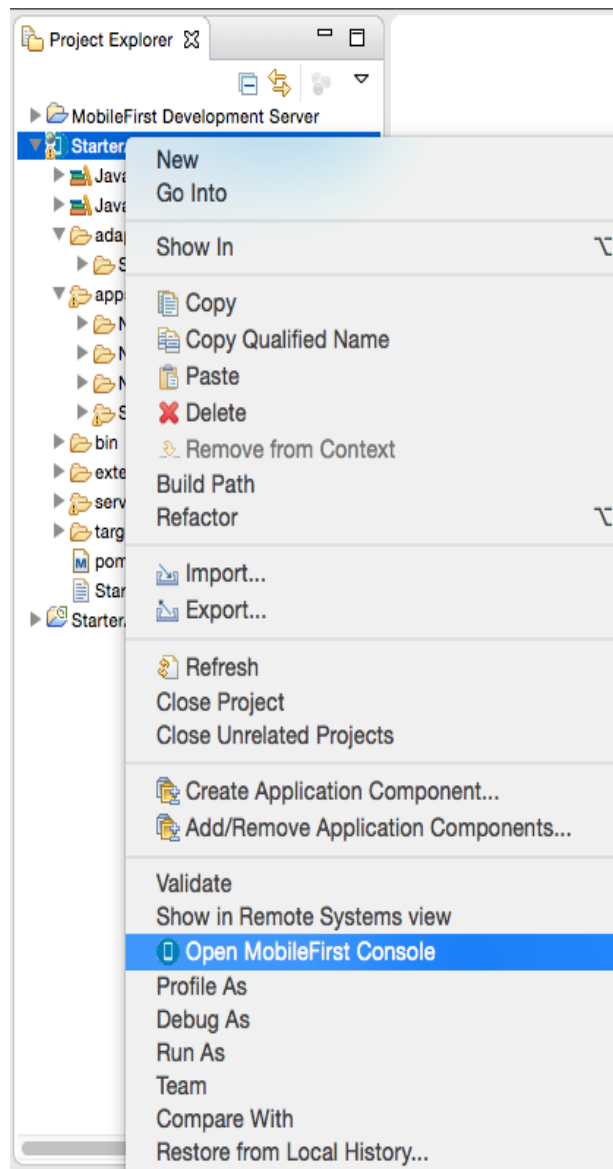 Project Explorer
MobileFirst Development Server
Starter
Java
Java
ada
S
app
N
N
N
S
bin
exte
serv
targ
M pom
Star
Starter
New
Go Into
Show In ⌥
Copy
Copy Qualified Name
Paste
Delete
Remove from Context
Build Path
Refactor ⌥
Import...
Export...
Refresh
Close Project
Close Unrelated Projects
Create Application Component...
Add/Remove Application Components...
Validate
Show in Remote Systems view
Open MobileFirst Console
Profile As
Debug As
Run As
Team
Compare With
Restore from Local History...